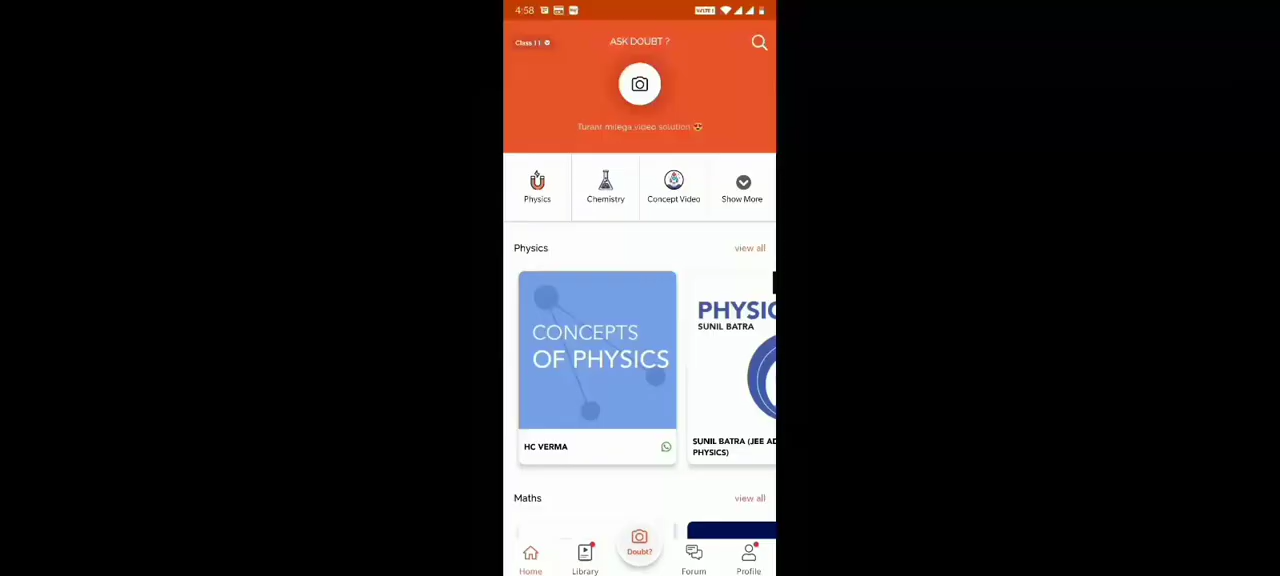 4:58
Class 11
ASK DOUBT ?
Turant milega video solution 😍
Physics
Chemistry
Concept Video
Show More
Physics
view all
CONCEPTS
OF PHYSICS
PHYSIC
SUNIL BATRA
HC VERMA
SUNIL BATRA (JEE AD
PHYSICS)
Maths
view all
Doubt?
Home
Library
Forum
Profile